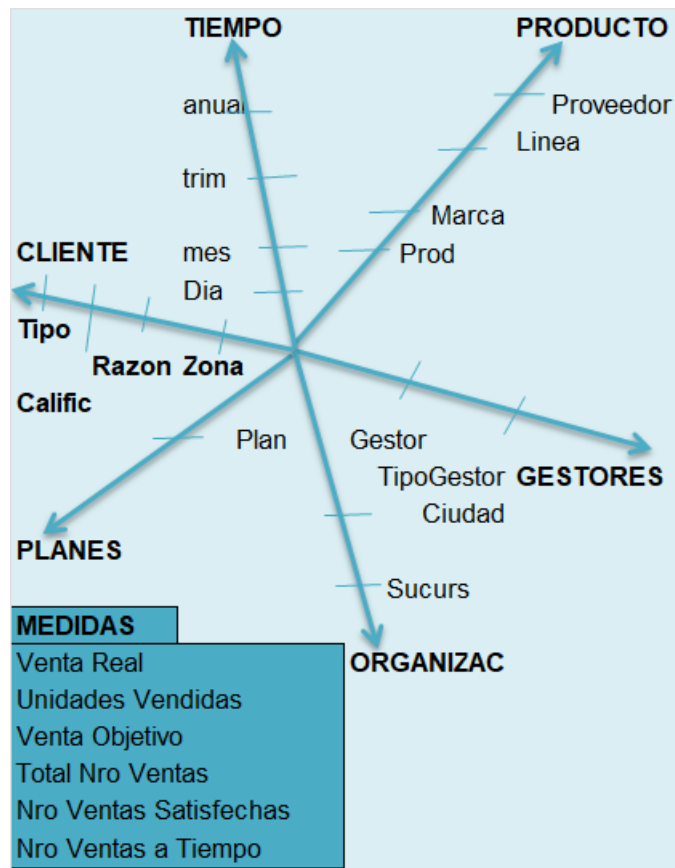 TIEMPO
PRODUCTO
anual
Proveedor
Linea
trim
Marca
CLIENTE
mes
Prod
Dia
Tipo
Razon Zona
Calific
Plan
Gestor
TipoGestor GESTORES
Ciudad
PLANES
Sucurs
MEDIDAS
ORGANIZAC
Venta Real
Unidades Vendidas
Venta Objetivo
Total Nro Ventas
Nro Ventas Satisfechas
Nro Ventas a Tiempo